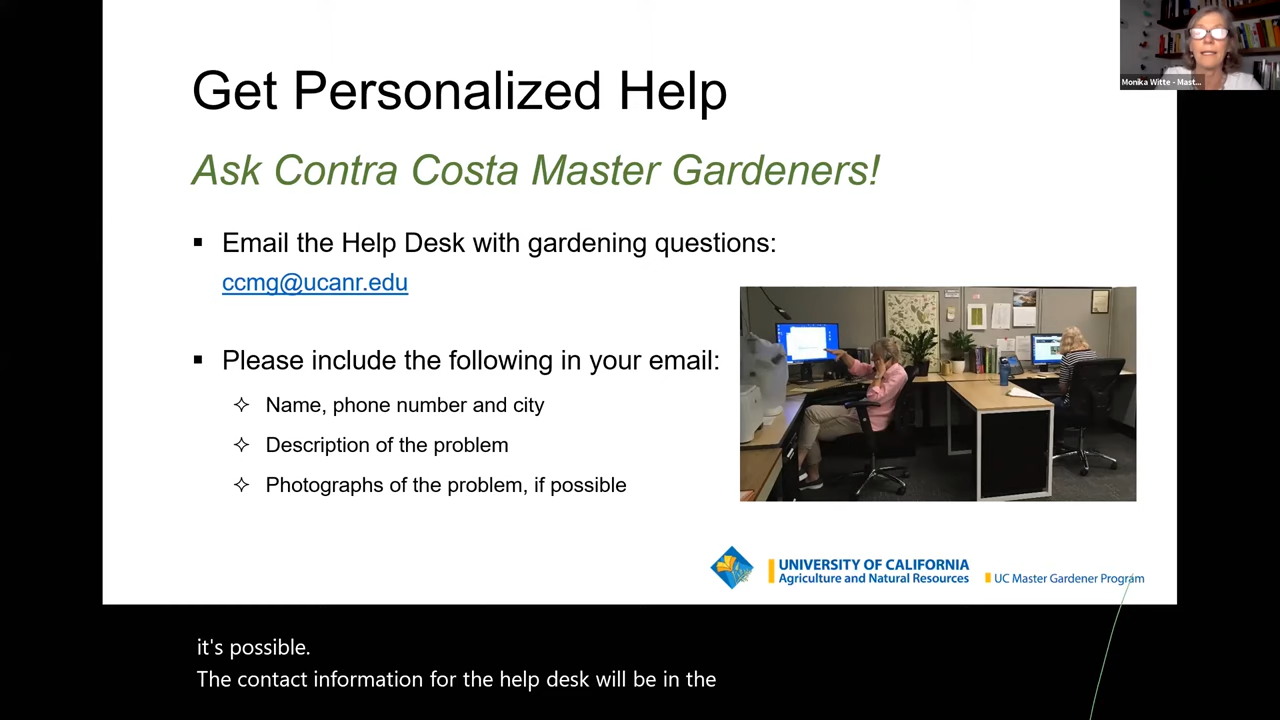 Monika Witte - Mast...
Get Personalized Help
Ask Contra Costa Master Gardeners!
▪ Email the Help Desk with gardening questions:
ccmg@ucanr.edu
▪ Please include the following in your email:
✧ Name, phone number and city
✧ Description of the problem
✧ Photographs of the problem, if possible
UNIVERSITY OF CALIFORNIA
Agriculture and Natural Resources
UC Master Gardener Program
it's possible.
The contact information for the help desk will be in the